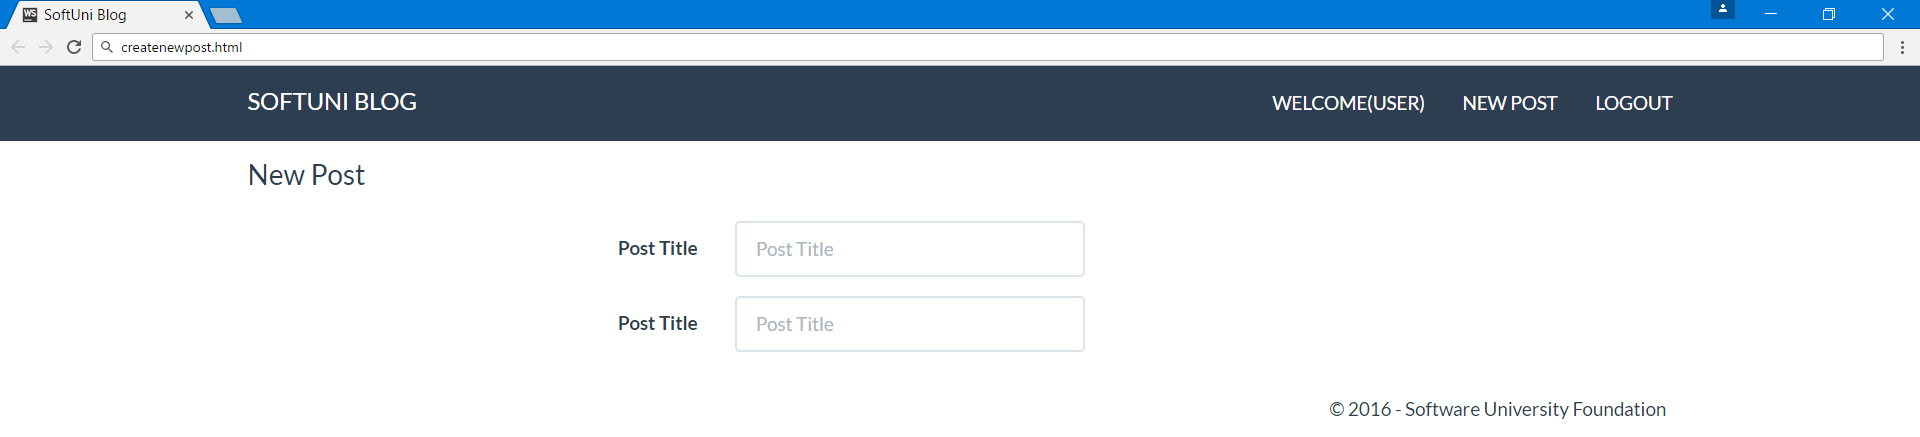 WS SoftUni Blog
createnewpost.html
SOFTUNI BLOG WELCOME(USER) NEW POST LOGOUT
New Post
Post Title Post Title
Post Title Post Title
© 2016 - Software University Foundation